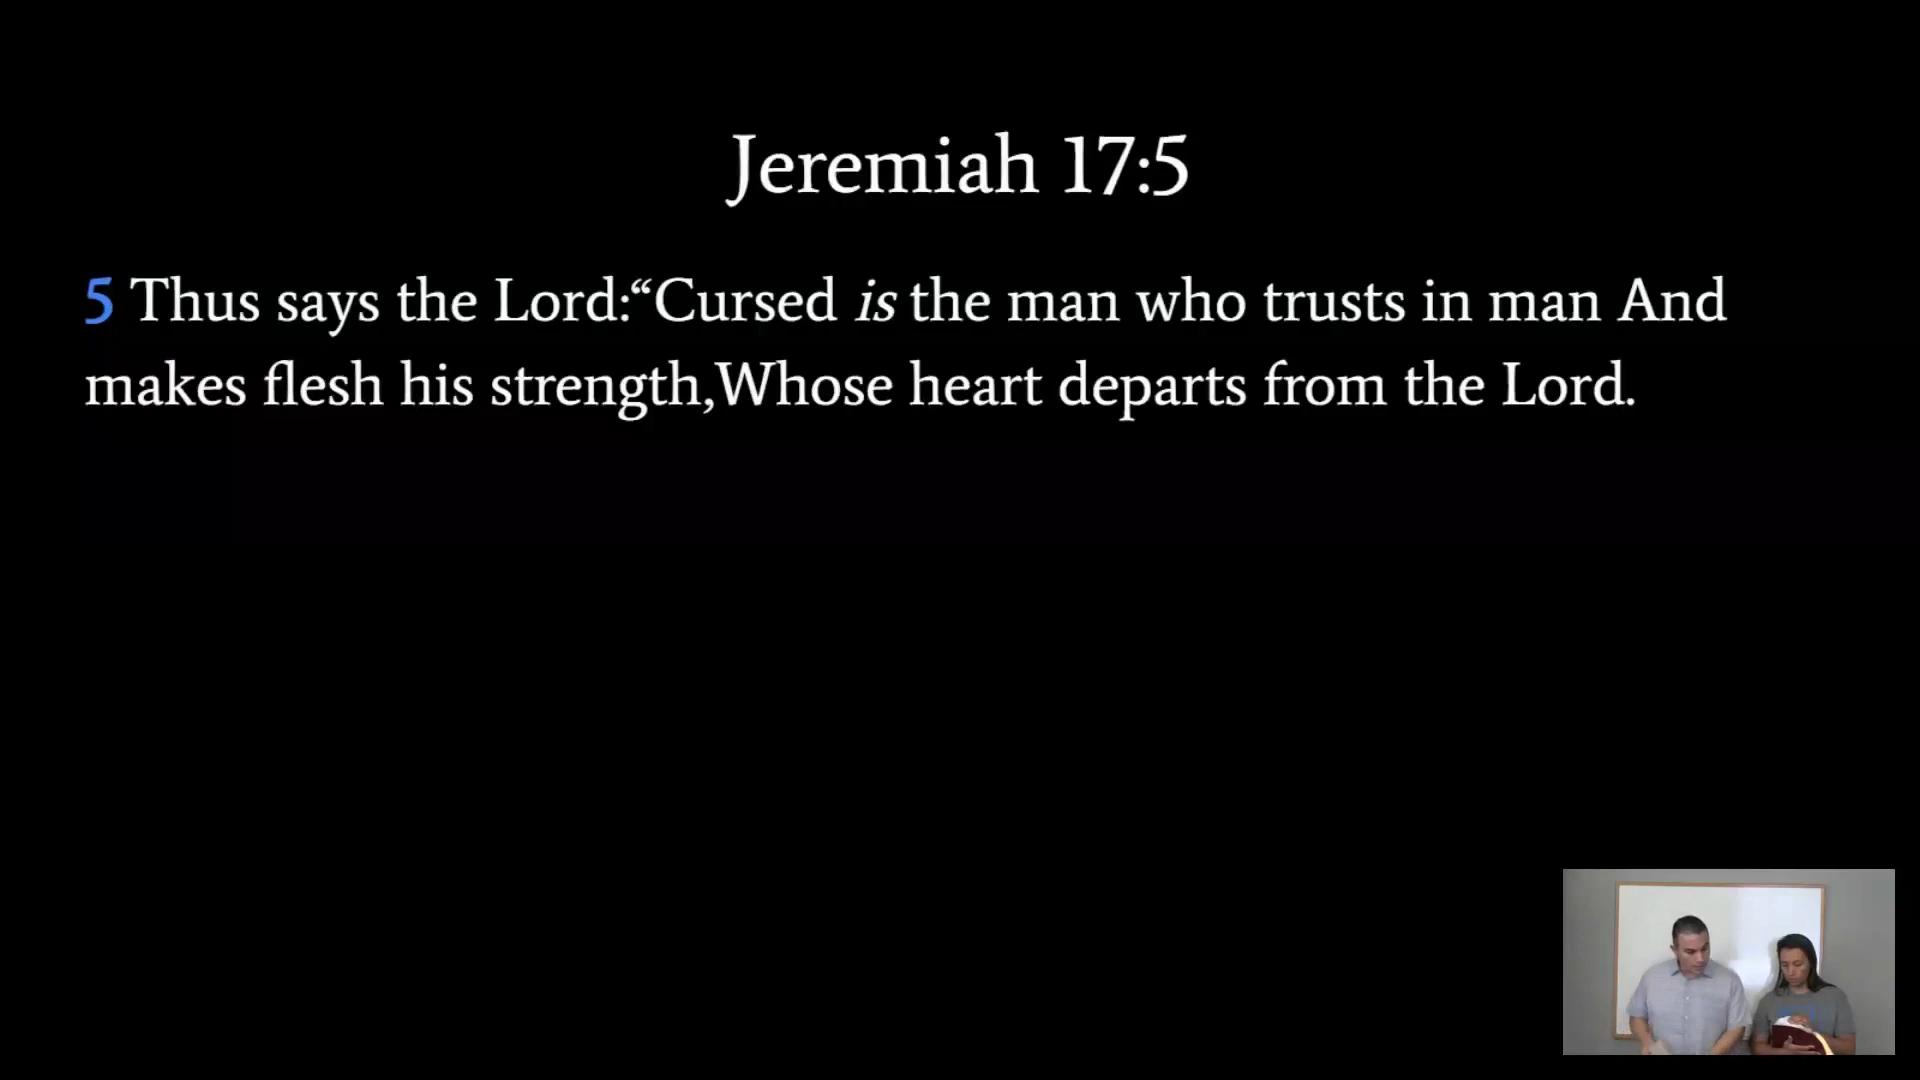 Jeremiah 17:5
5 Thus says the Lord:“Cursed is the man who trusts in man And
makes flesh his strength,Whose heart departs from the Lord.